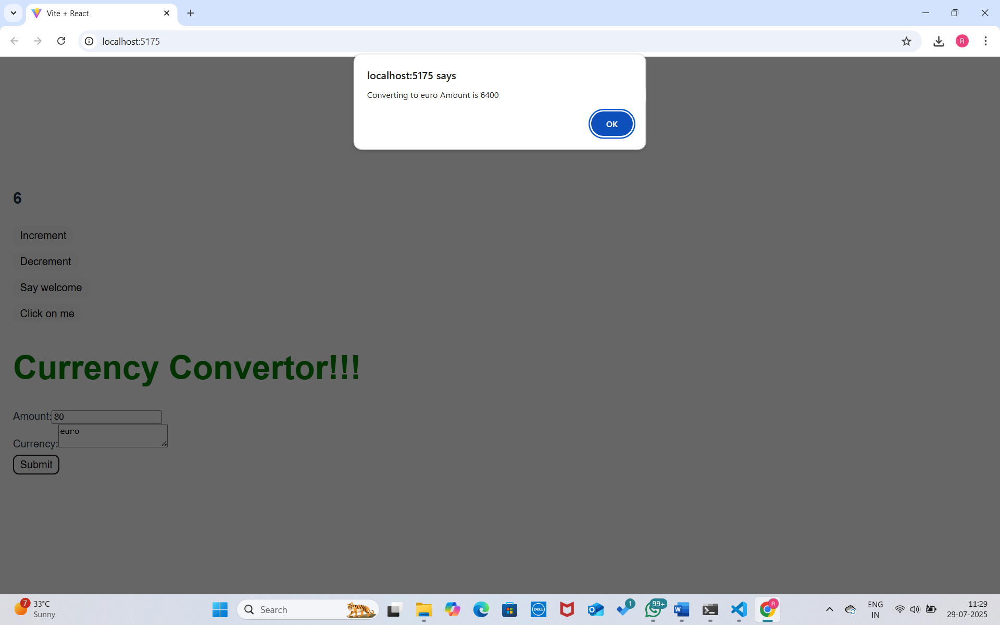 Vite + React
localhost:5175
R
localhost:5175 says
Converting to euro Amount is 6400
OK
6
Increment
Decrement
Say welcome
Click on me
Currency Convertor!!!
Amount:80
euro
Currency:
Submit
7
33°C
Sunny
Search
DELL
1
99+
R
ENG
IN
11:29
29-07-2025